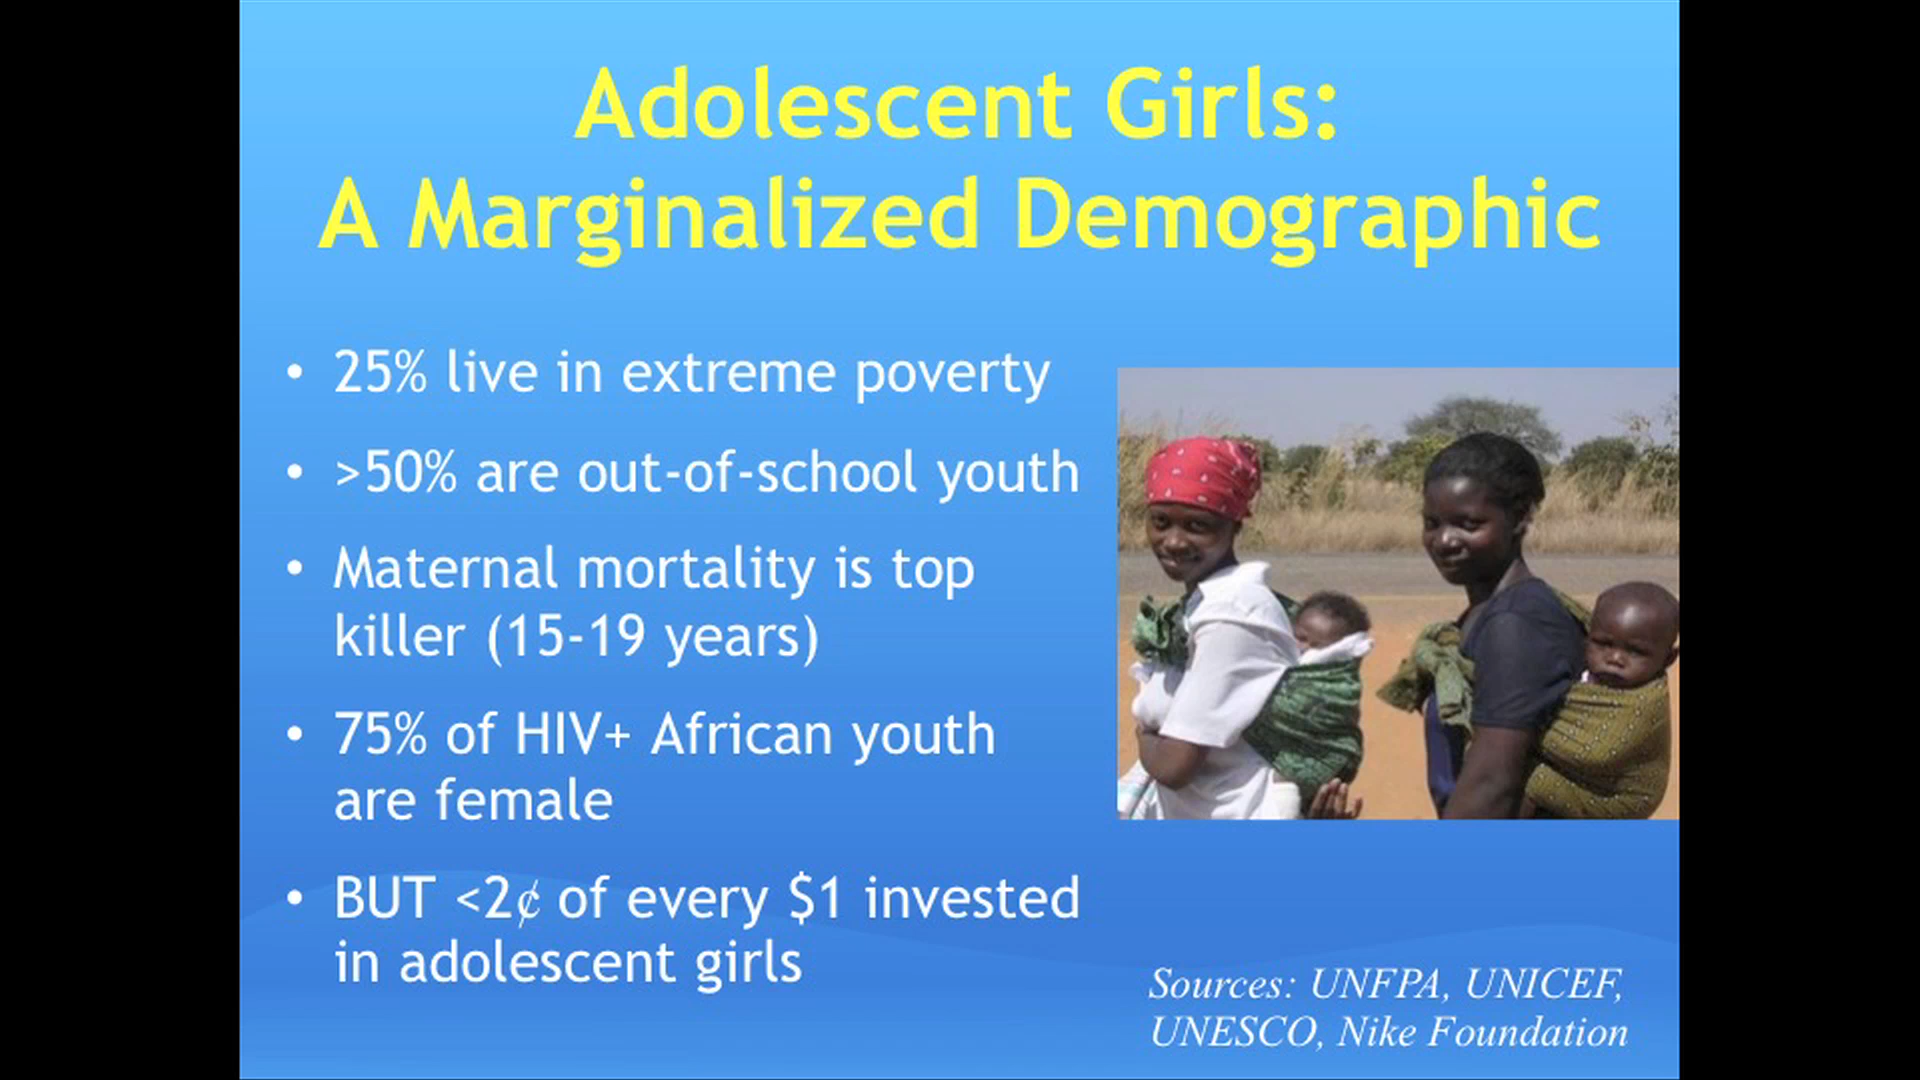 Adolescent Girls:
A Marginalized Demographic
• 25% live in extreme poverty
• >50% are out-of-school youth
• Maternal mortality is top
killer (15-19 years)
• 75% of HIV+ African youth
are female
• BUT <2¢ of every $1 invested
in adolescent girls
Sources: UNFPA, UNICEF,
UNESCO, Nike Foundation